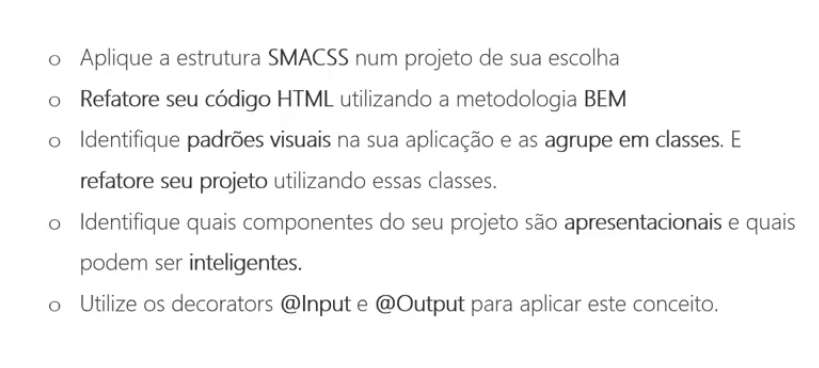 o Aplique a estrutura SMACSS num projeto de sua escolha
o Refatore seu código HTML utilizando a metodologia BEM
o Identifique padrões visuais na sua aplicação e as agrupe em classes. E
refatore seu projeto utilizando essas classes.
o Identifique quais componentes do seu projeto são apresentacionais e quais
podem ser inteligentes.
o Utilize os decorators @Input e @Output para aplicar este conceito.